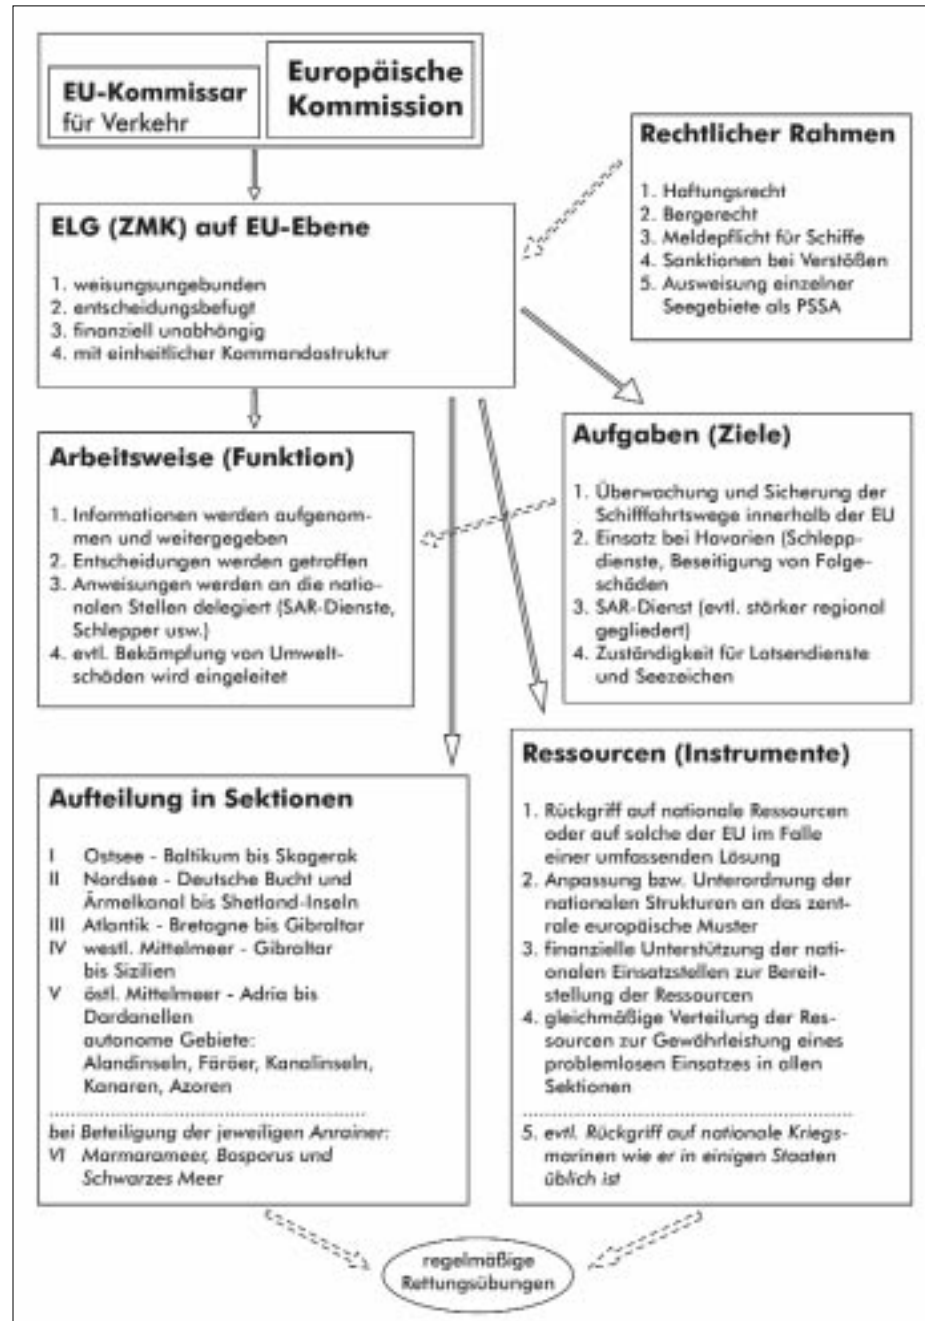 EU-Kommissar
für Verkehr
Europäische
Kommission
Rechtlicher Rahmen
1. Haftungsrecht
2. Bergerecht
3. Meldepflicht für Schiffe
4. Sanktionen bei Verstößen
5. Ausweisung einzelner
Seegebiete als PSSA
ELG (ZMK) auf EU-Ebene
1. weisungsungebunden
2. entscheidungsbefugt
3. finanziell unabhängig
4. mit einheitlicher Kommandostruktur
Arbeitsweise (Funktion)
1. Informationen werden aufgenom-
men und weitergegeben
2. Entscheidungen werden getroffen
3. Anweisungen werden an die natio-
nalen Stellen delegiert (SAR-Dienste,
Schlepper usw.)
4. evtl. Bekämpfung von Umwelt-
schäden wird eingeleitet
Aufgaben (Ziele)
1. Überwachung und Sicherung der
Schifffahrtswege innerhalb der EU
2. Einsatz bei Havarien (Schlepp-
dienste, Beseitigung von Folge-
schäden
3. SAR-Dienst (evtl. stärker regional
gegliedert)
4. Zuständigkeit für Lotsendienste
und Seezeichen
Aufteilung in Sektionen
I Ostsee - Baltikum bis Skagerak
II Nordsee - Deutsche Bucht und
Ärmelkanal bis Shetland-Inseln
III Atlantik - Bretagne bis Gibraltar
IV westl. Mittelmeer - Gibraltar
bis Sizilien
V östl. Mittelmeer - Adria bis
Dardanellen
autonome Gebiete:
Alandinseln, Färöer, Kanalinseln,
Kanaren, Azoren
bei Beteiligung der jeweiligen Anrainer:
VI Marmarameer, Bosporus und
Schwarzes Meer
Ressourcen (Instrumente)
1. Rückgriff auf nationale Ressourcen
oder auf solche der EU im Falle
einer umfassenden Lösung
2. Anpassung bzw. Unterordnung der
nationalen Strukturen an das zent-
rale europäische Muster
3. finanzielle Unterstützung der nati-
onalen Einsatzstellen zur Bereit-
stellung der Ressourcen
4. gleichmäßige Verteilung der Res-
sourcen zur Gewährleistung eines
problemlosen Einsatzes in allen
Sektionen
5. evtl. Rückgriff auf nationale Kriegs-
marinen wie er in einigen Staaten
üblich ist
regelmäßige
Rettungsübungen